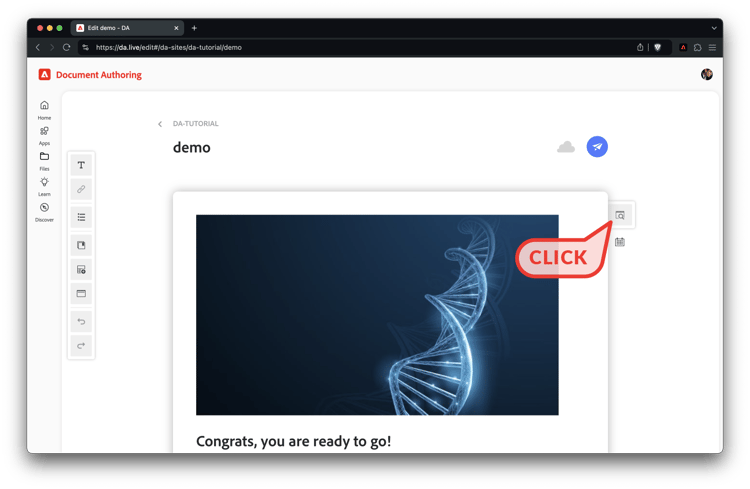 Edit demo - DA
https://da.live/edit#/da-sites/da-tutorial/demo
Document Authoring
Home
Apps
Files
Learn
Discover
DA-TUTORIAL
demo
T
CLICK
Congrats, you are ready to go!